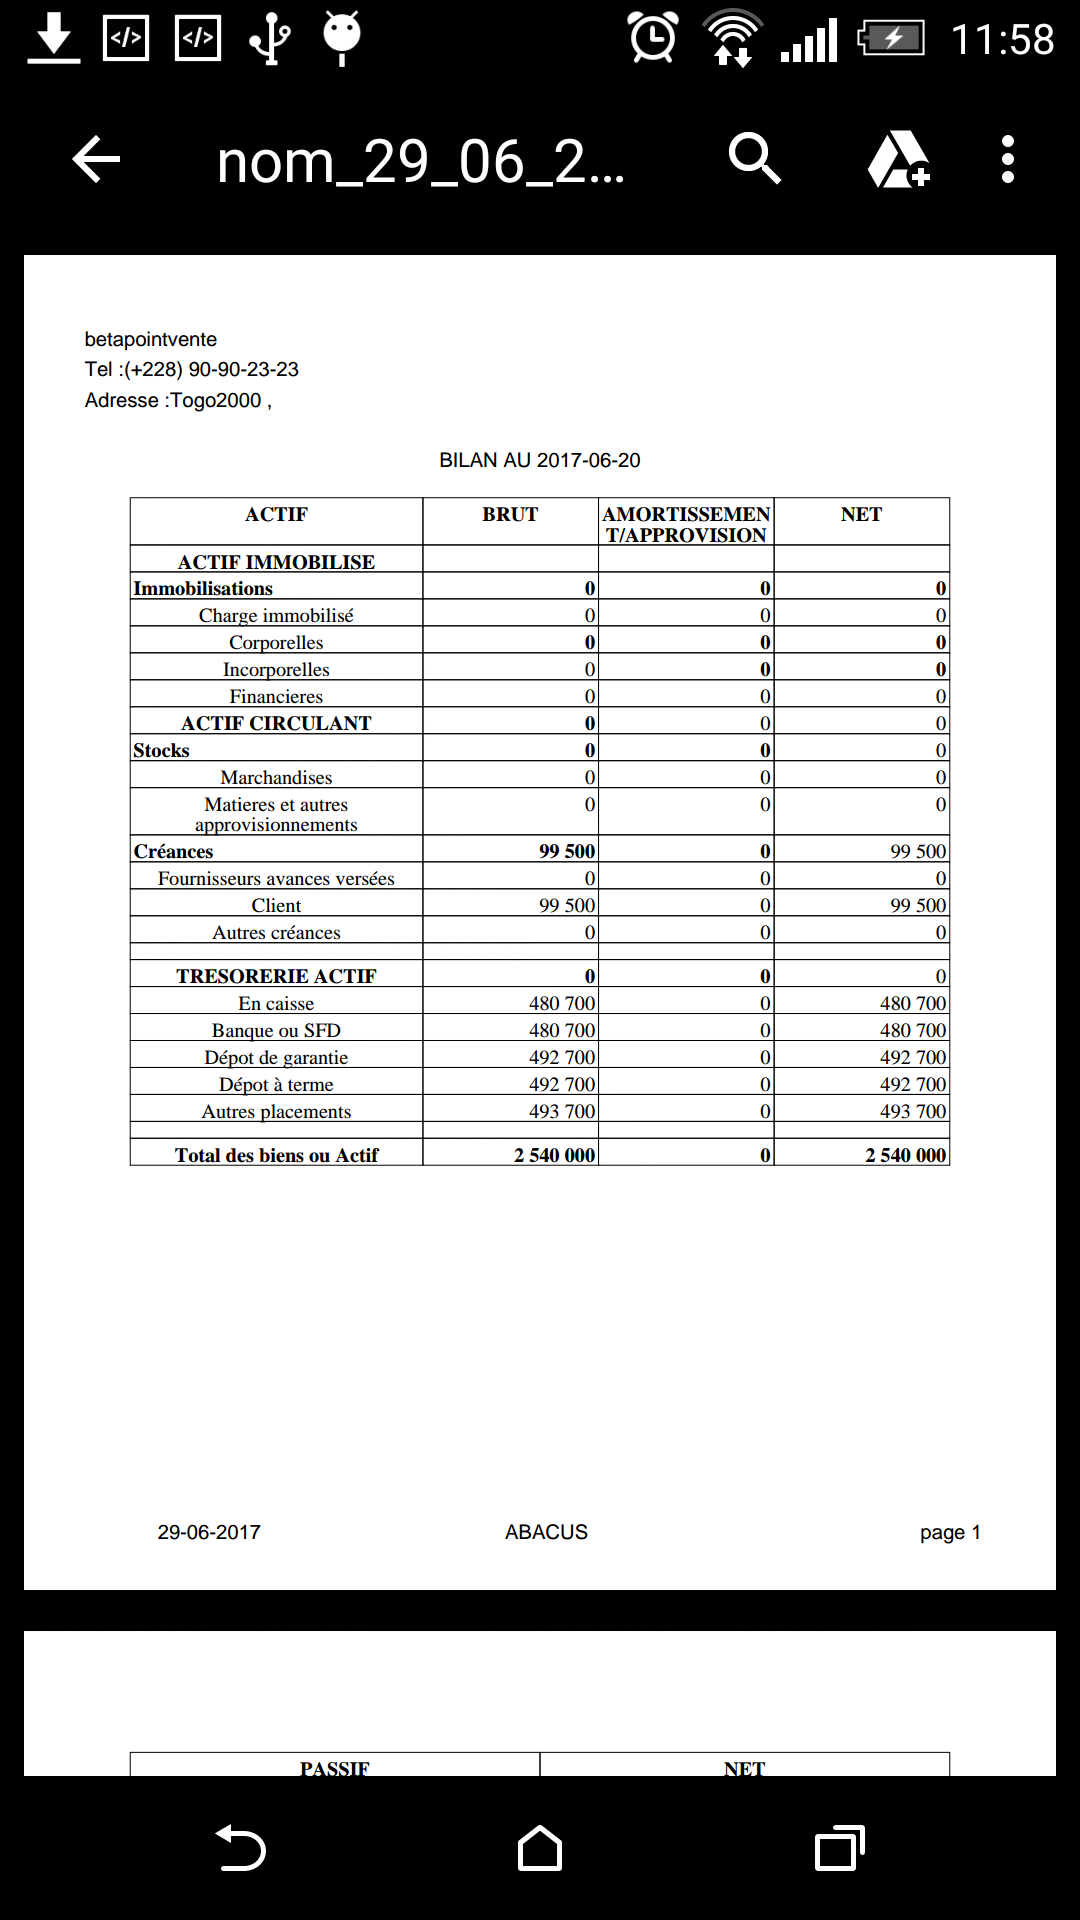 11:58
nom_29_06_2...
betapointvente
Tel :(+228) 90-90-23-23
Adresse :Togo2000 ,
BILAN AU 2017-06-20
ACTIF BRUT AMORTISSEMEN NET
T/APPROVISION
ACTIF IMMOBILISE
Immobilisations 0 0 0
Charge immobilisé 0 0 0
Corporelles 0 0 0
Incorporelles 0 0 0
Financieres 0 0 0
ACTIF CIRCULANT 0 0 0
Stocks 0 0 0
Marchandises 0 0 0
Matieres et autres 0 0 0
approvisionnements
Créances 99 500 0 99 500
Fournisseurs avances versées 0 0 0
Client 99 500 0 99 500
Autres créances 0 0 0
TRESORERIE ACTIF 0 0 0
En caisse 480 700 0 480 700
Banque ou SFD 480 700 0 480 700
Dépot de garantie 492 700 0 492 700
Dépot à terme 492 700 0 492 700
Autres placements 493 700 0 493 700
Total des biens ou Actif 2 540 000 0 2 540 000
29-06-2017 ABACUS page 1
PASSIF NET